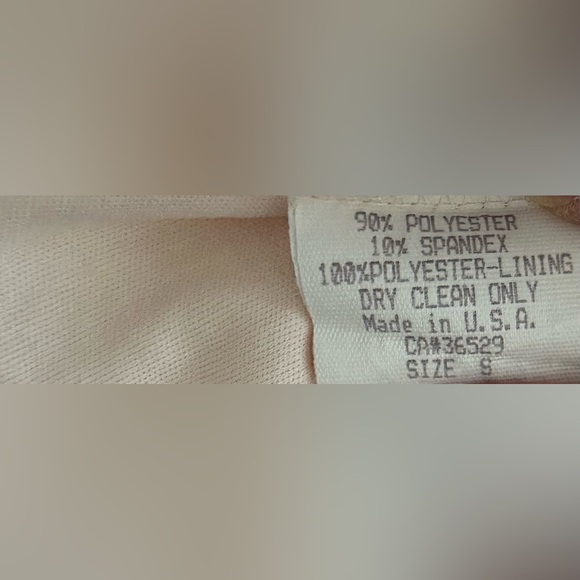 90% POLYESTER
10% SPANDEX
100%POLYESTER-LINING
DRY CLEAN ONLY
Made in U.S.A.
CA#36529
SIZE S